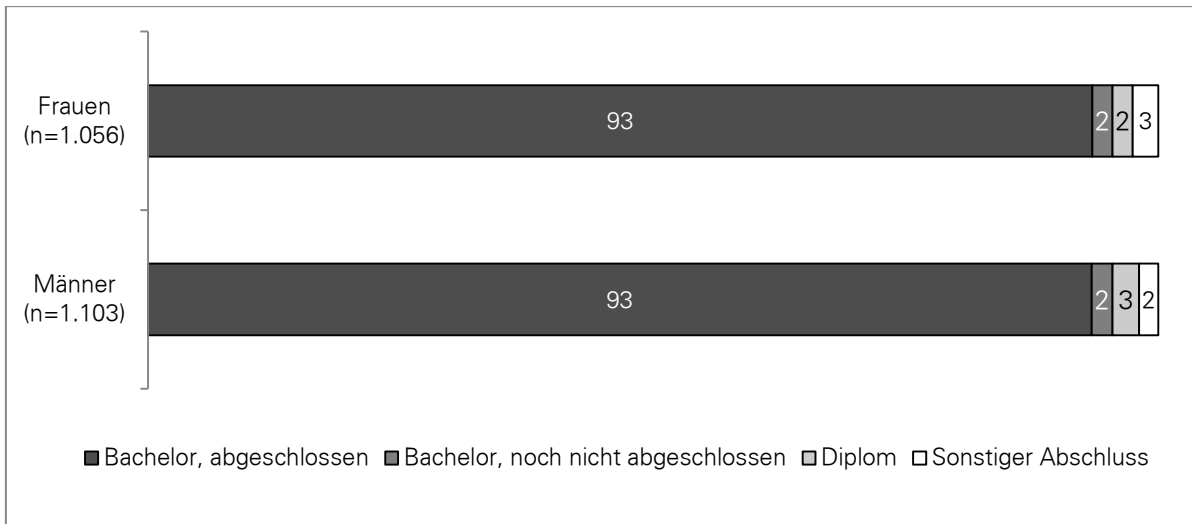 Frauen
(n=1.056)
93 2 2 3
Männer
(n=1.103)
93 2 3 2
Bachelor, abgeschlossen Bachelor, noch nicht abgeschlossen Diplom Sonstiger Abschluss